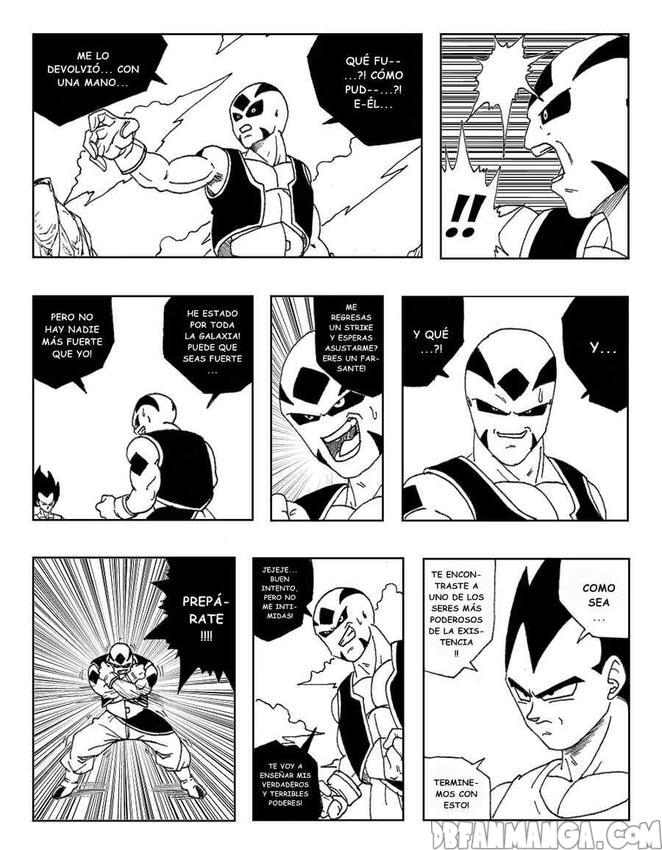 !!
QUÉ FU--
...?! CÓMO
PUD--...?!
E-ÉL...
ME LO
DEVOLVIÓ... CON
UNA MANO...
Y...
Y QUÉ
...?!
ME
REGRESAS
UN STRIKE
Y ESPERAS
ASUSTARME?
ERES UN FAR-
SANTE!
HE ESTADO
POR TODA
LA GALAXIA!
PUEDE QUE
SEAS FUERTE
...
PERO NO
HAY NADIE
MÁS FUERTE
QUE YO!
COMO
SEA
...
TE ENCON-
TRASTE A
UNO DE LOS
SERES MÁS
PODEROSOS
DE LA EXIS-
TENCIA
!!
TERMINE-
MOS CON
ESTO!
JEJEJE...
BUEN
INTENTO,
PERO NO
ME INTI-
MIDAS!
TE VOY A
ENSEÑAR MIS
VERDADEROS
Y TERRIBLES
PODERES!
PREPÁ-
RATE
!!!!
DBFANMANGA.COM